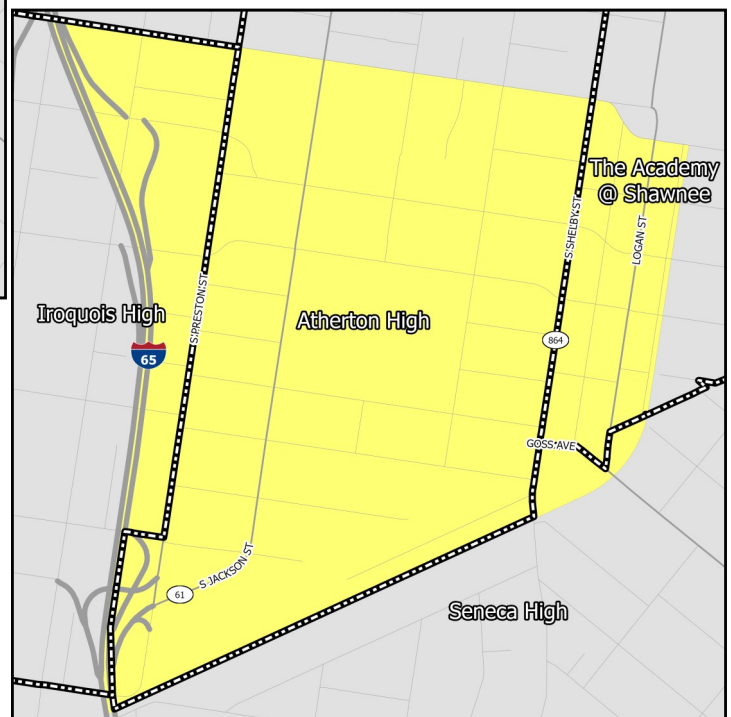 The Academy
@ Shawnee
S SHELBY ST
LOGAN ST
S PRESTON ST
Iroquois High
Atherton High
864
65
GOSS AVE
S JACKSON ST
61
Seneca High